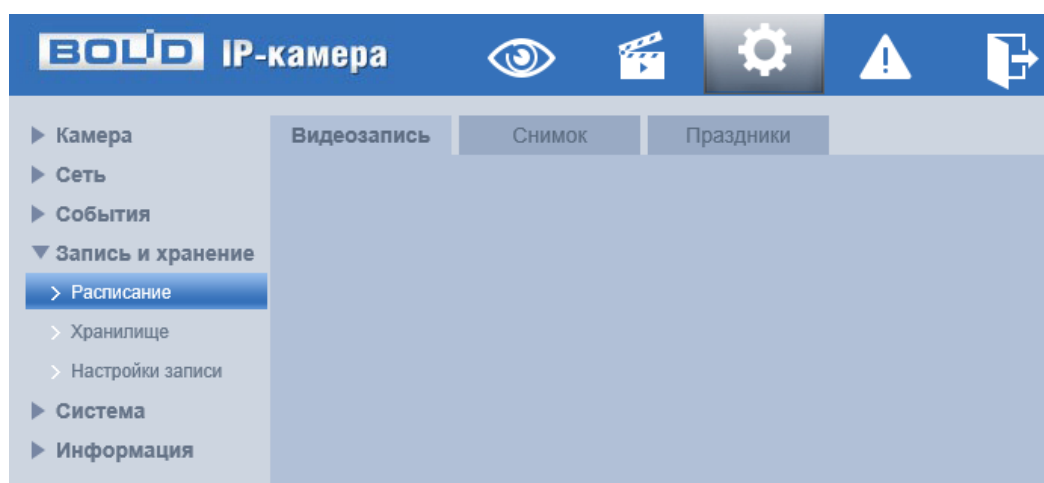 BOLID IP-камера
Камера
Видеозапись Снимок Праздники
Сеть
События
Запись и хранение
Расписание
Хранилище
Настройки записи
Система
Информация